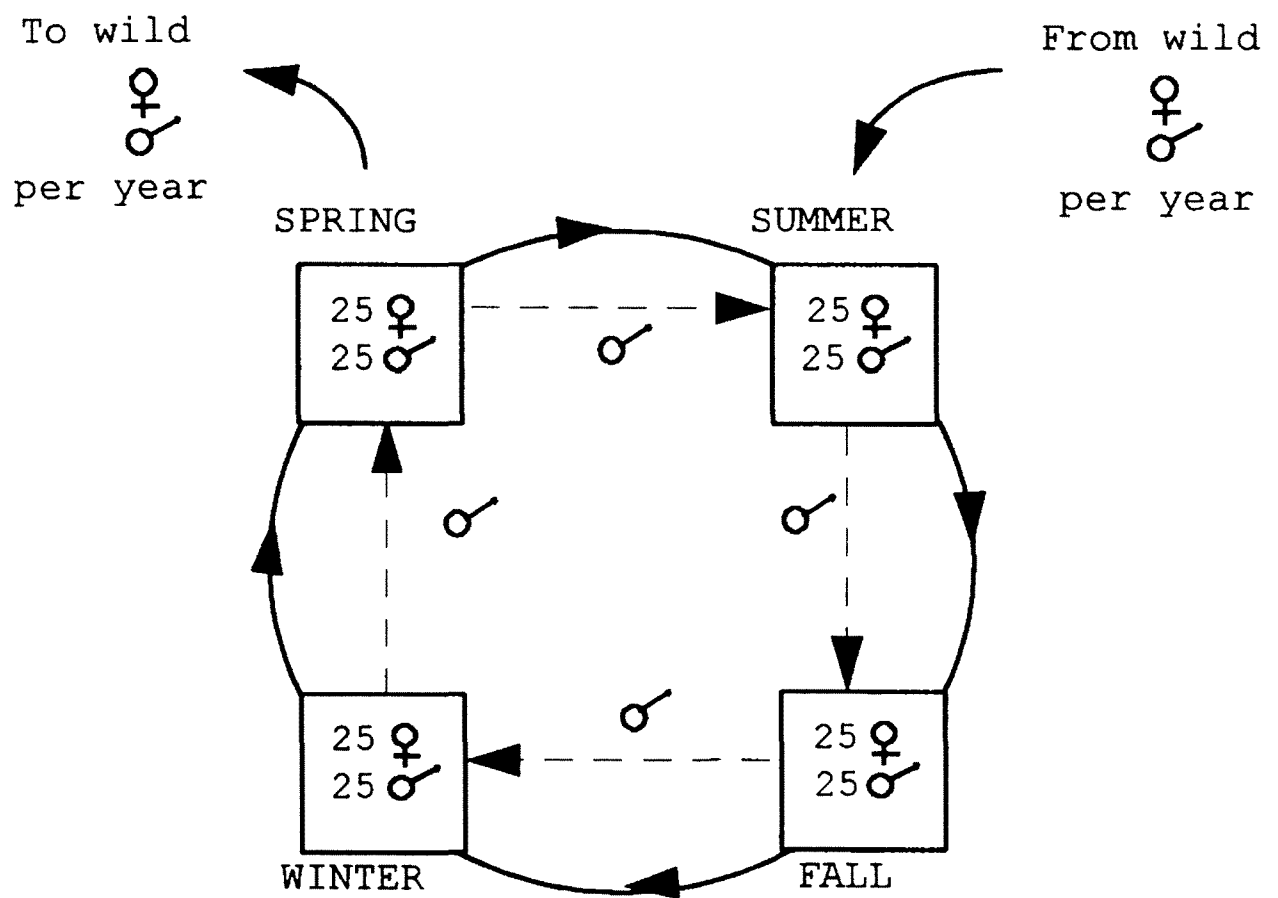 To wild
♀
♂
per year
From wild
♀
♂
per year
SPRING
SUMMER
25 ♀
25 ♂
25 ♀
25 ♂
♂
♂
♂
♂
25 ♀
25 ♂
25 ♀
25 ♂
WINTER
FALL